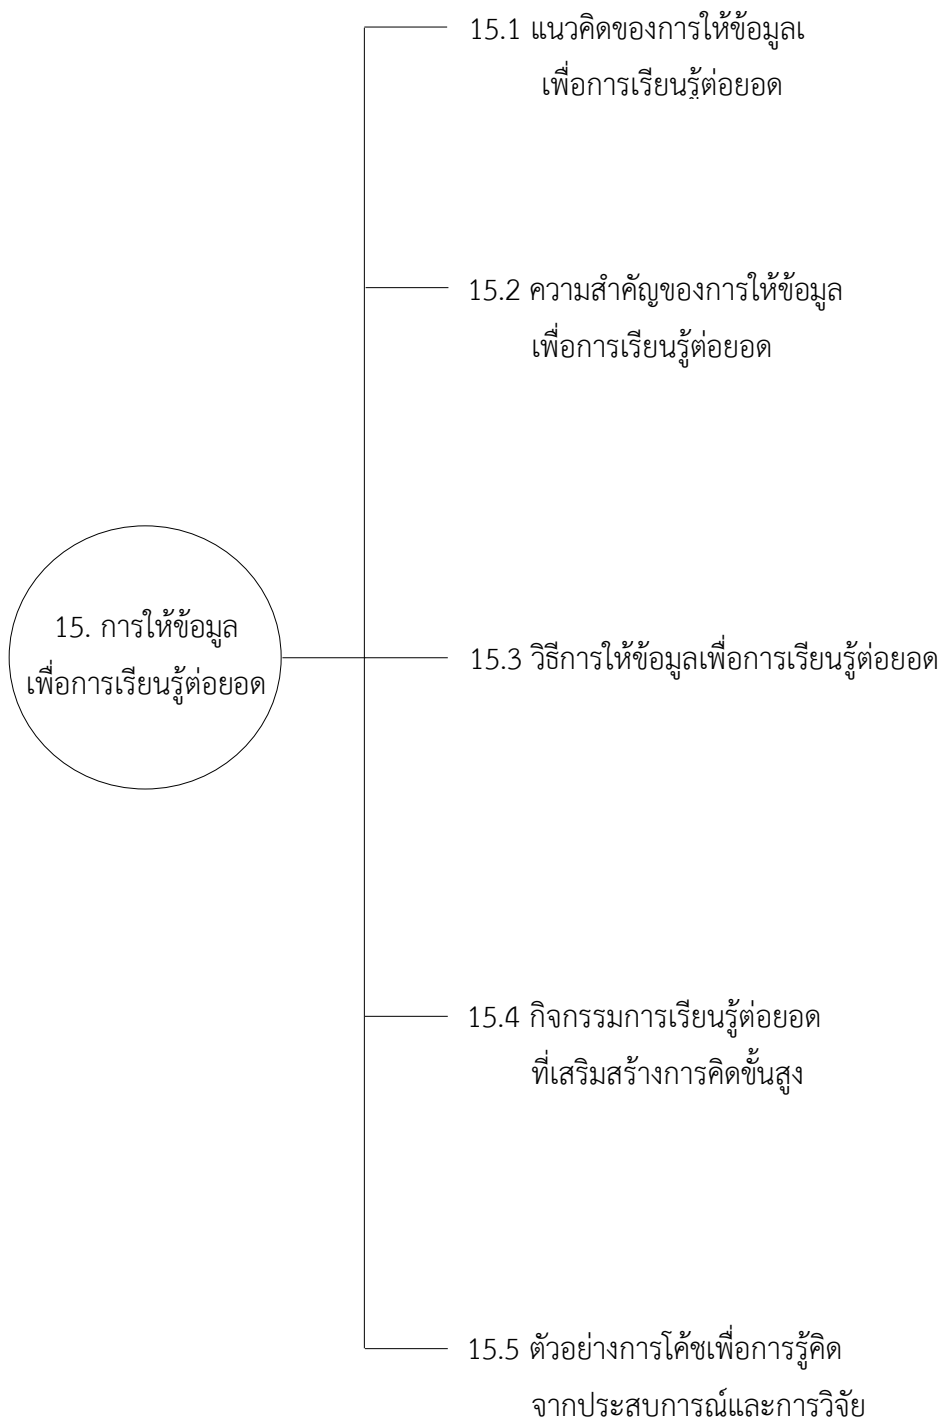 15.1 แนวคิดของการให้ข้อมูลเ
เพื่อการเรียนรู้ต่อยอด
15.2 ความสำคัญของการให้ข้อมูล
เพื่อการเรียนรู้ต่อยอด
15. การให้ข้อมูล
เพื่อการเรียนรู้ต่อยอด
15.3 วิธีการให้ข้อมูลเพื่อการเรียนรู้ต่อยอด
15.4 กิจกรรมการเรียนรู้ต่อยอด
ที่เสริมสร้างการคิดขั้นสูง
15.5 ตัวอย่างการโค้ชเพื่อการรู้คิด
จากประสบการณ์และการวิจัย